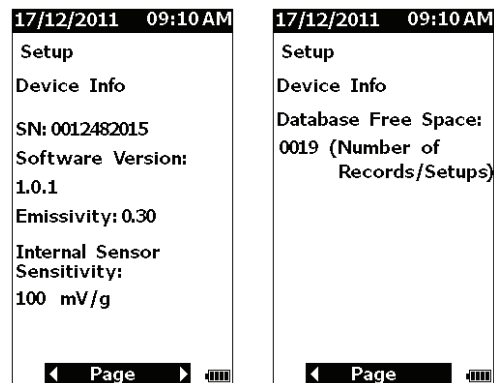 17/12/2011 09:10 AM
Setup
Device Info
SN: 0012482015
Software Version:
1.0.1
Emissivity: 0.30
Internal Sensor
Sensitivity:
100 mV/g
Page
17/12/2011 09:10 AM
Setup
Device Info
Database Free Space:
0019 (Number of
Records/Setups)
Page